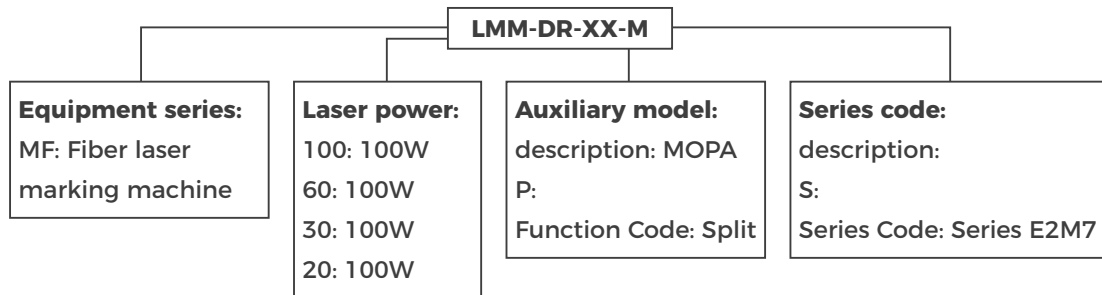 LMM-DR-XX-M
Equipment series:
MF: Fiber laser
marking machine
Laser power:
100: 100W
60: 100W
30: 100W
20: 100W
Auxiliary model:
description: MOPA
P:
Function Code: Split
Series code:
description:
S:
Series Code: Series E2M7